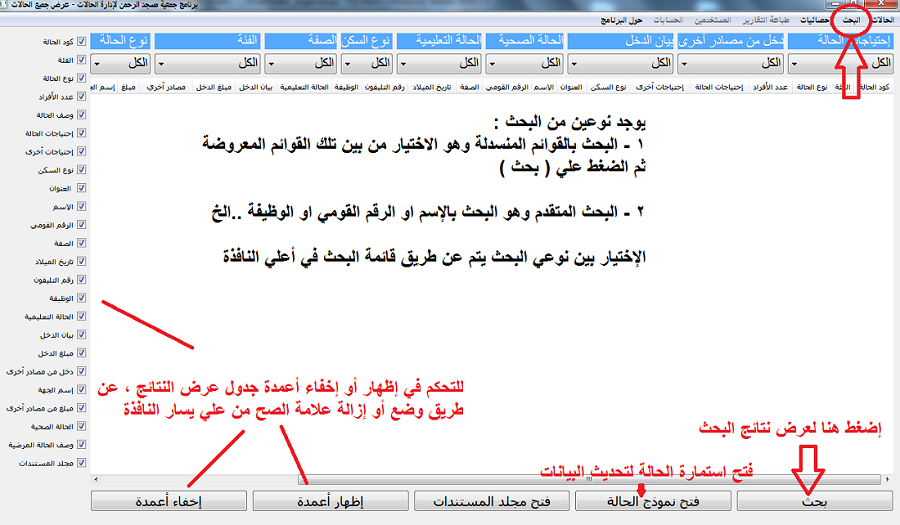 برنامج جمعية مسجد الرحمن لإدارة الحالات - عرض جميع الحالات
الحالات البحث إحصائيات طباعة التقارير المستخدمين الحسابات حول البرنامج
إحتياجات الحالة دخل من مصادر أخرى بيان الدخل الحالة الصحية الحالة التعليمية نوع السكن الصفة الفئة نوع الحالة
الكل الكل الكل الكل الكل الكل الكل الكل الكل
كود الحالة الفئة نوع الحالة عدد الأفراد إحتياجات الحالة إحتياجات أخرى نوع السكن العنوان الإسم الرقم القومي الصفة تاريخ الميلاد رقم التليفون الوظيفة الحالة التعليمية بيان الدخل مبلغ الدخل مصادر أخرى مبلغ إسم الج
يوجد نوعين من البحث :
١ - البحث بالقوائم المنسدلة وهو الاختيار من بين تلك القوائم المعروضة
ثم الضغط علي ( بحث )
٢ - البحث المتقدم وهو البحث بالإسم او الرقم القومي او الوظيفة ..الخ
الإختيار بين نوعي البحث يتم عن طريق قائمة البحث في أعلي النافذة
كود الحالة
الفئة
نوع الحالة
عدد الأفراد
وصف الحالة
إحتياجات الحالة
إحتياجات أخرى
نوع السكن
العنوان
الإسم
الرقم القومي
الصفة
تاريخ الميلاد
رقم التليفون
الوظيفة
الحالة التعليمية
بيان الدخل
مبلغ الدخل
دخل من مصادر أخرى
إسم الجهة
مبلغ من مصادر أخرى
الحالة الصحية
وصف الحالة المرضية
مجلد المستندات
للتحكم في إظهار أو إخفاء أعمدة جدول عرض النتائج ، عن
طريق وضع أو إزالة علامة الصح من علي يسار النافذة
إضغط هنا لعرض نتائج البحث
فتح استمارة الحالة لتحديث البيانات
بحث فتح نموذج الحالة فتح مجلد المستندات إظهار أعمدة إخفاء أعمدة